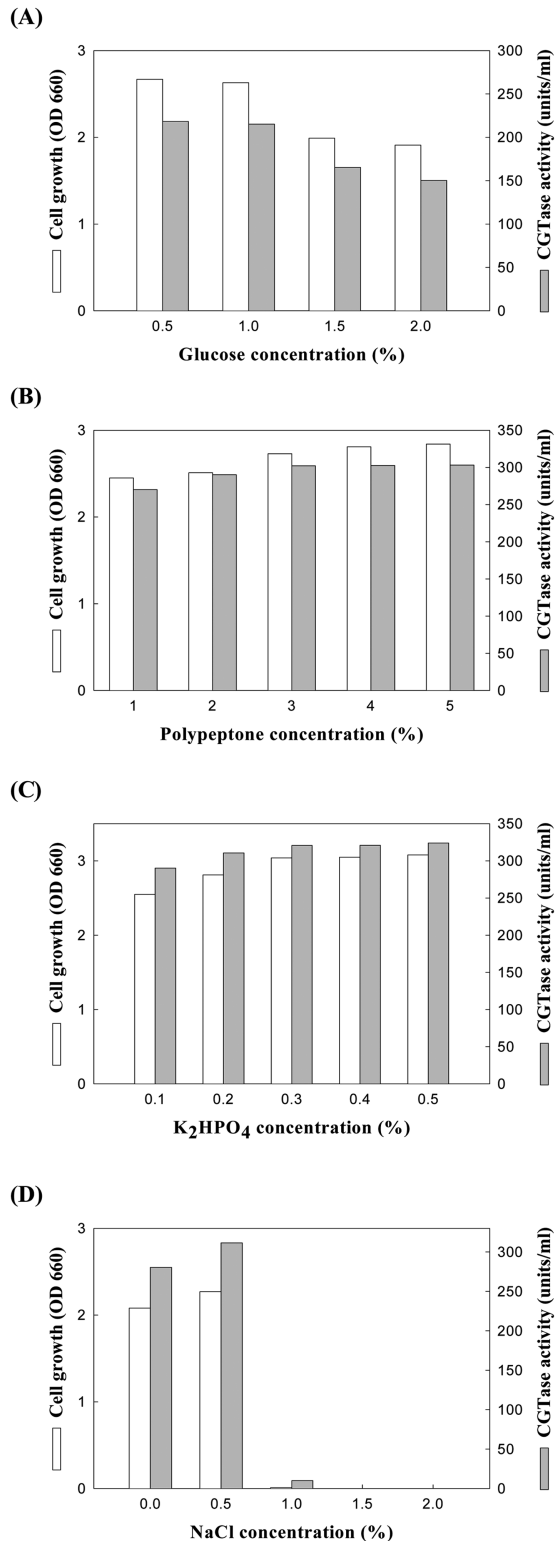 (A)
3
2
1
0
Cell growth (OD 660)
300
250
200
150
100
50
0
CGTase activity (units/ml)
0.5 1.0 1.5 2.0
Glucose concentration (%)
(B)
3
2
1
0
Cell growth (OD 660)
350
300
250
200
150
100
50
0
CGTase activity (units/ml)
1 2 3 4 5
Polypeptone concentration (%)
(C)
3
2
1
0
Cell growth (OD 660)
350
300
250
200
150
100
50
0
CGTase activity (units/ml)
0.1 0.2 0.3 0.4 0.5
K2HPO4 concentration (%)
(D)
3
2
1
0
Cell growth (OD 660)
300
250
200
150
100
50
0
CGTase activity (units/ml)
0.0 0.5 1.0 1.5 2.0
NaCl concentration (%)